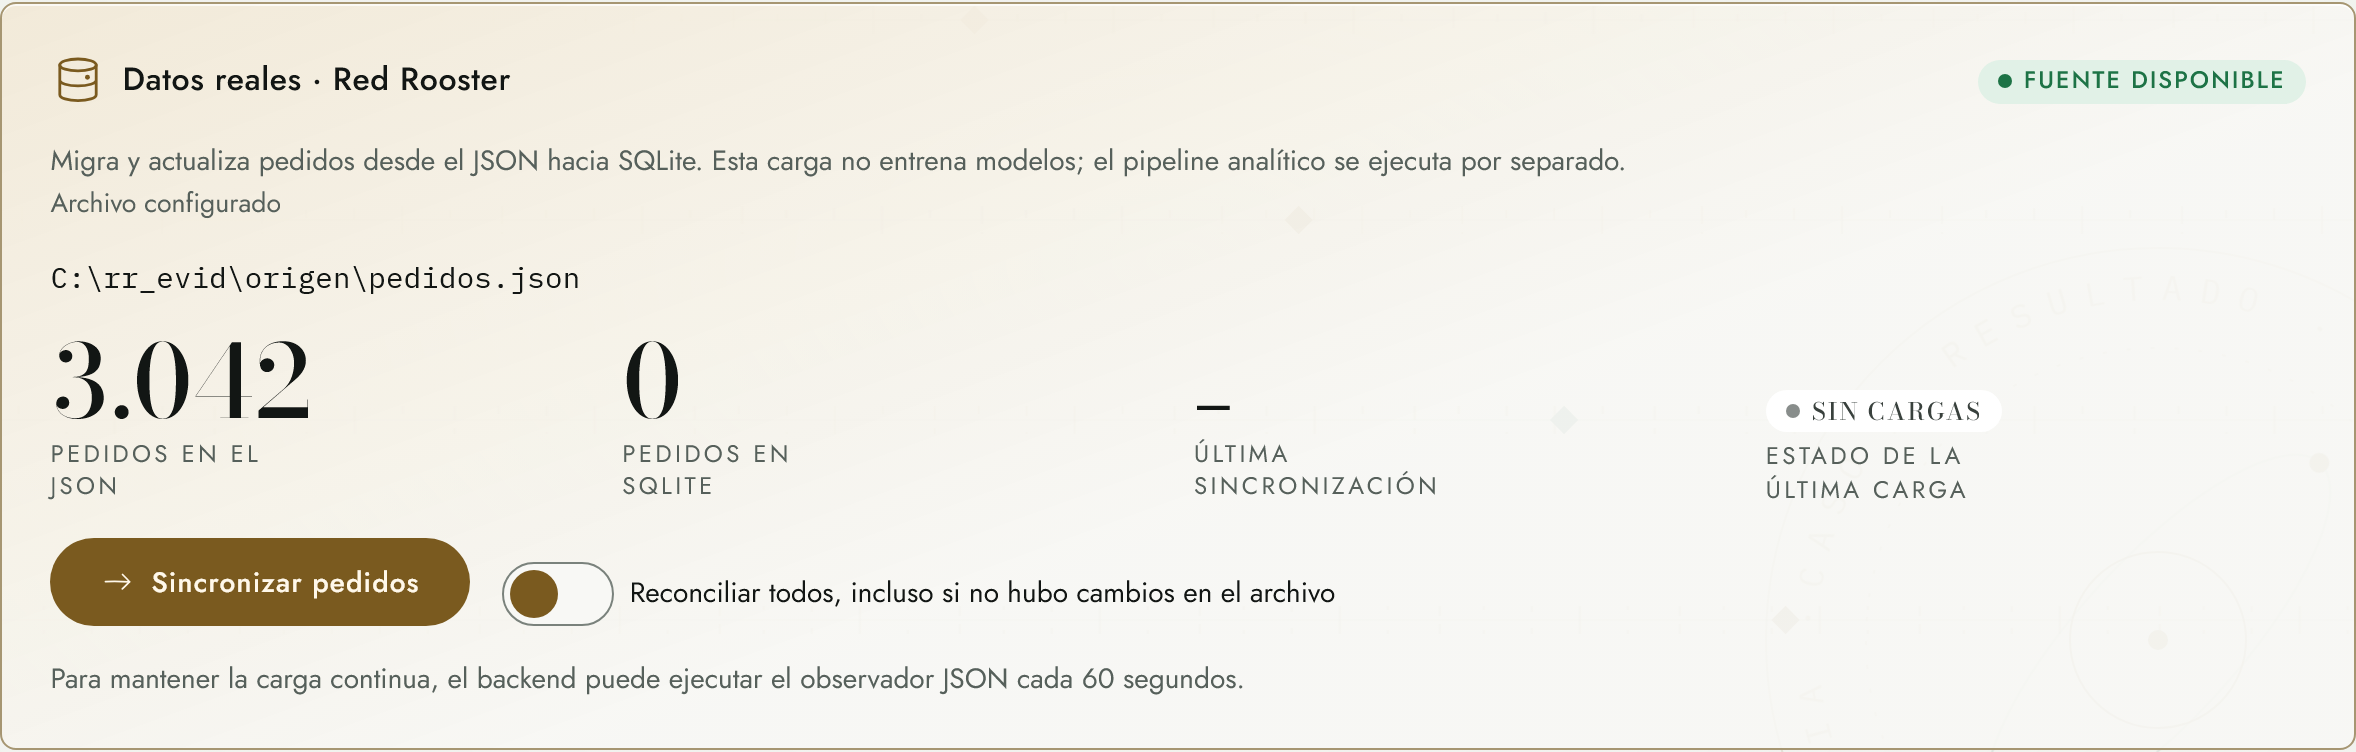 Datos reales · Red Rooster
FUENTE DISPONIBLE
Migra y actualiza pedidos desde el JSON hacia SQLite. Esta carga no entrena modelos; el pipeline analítico se ejecuta por separado.
Archivo configurado
C:\rr_evid\origen\pedidos.json
3.042
PEDIDOS EN EL
JSON
0
PEDIDOS EN
SQLITE
–
ÚLTIMA
SINCRONIZACIÓN
SIN CARGAS
ESTADO DE LA
ÚLTIMA CARGA
RESULTADO
→ Sincronizar pedidos
Reconciliar todos, incluso si no hubo cambios en el archivo
Para mantener la carga continua, el backend puede ejecutar el observador JSON cada 60 segundos.